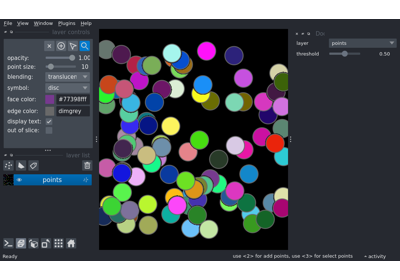 File View Window Plugins Help
layer controls
opacity: 1.00
point size: 10
blending: translucen
symbol: disc
face color: #77398fff
edge color: dimgrey
display text:
out of slice:
layer list
points
layer points
threshold 0.50
Ready use <2> for add points, use <3> for select points activity